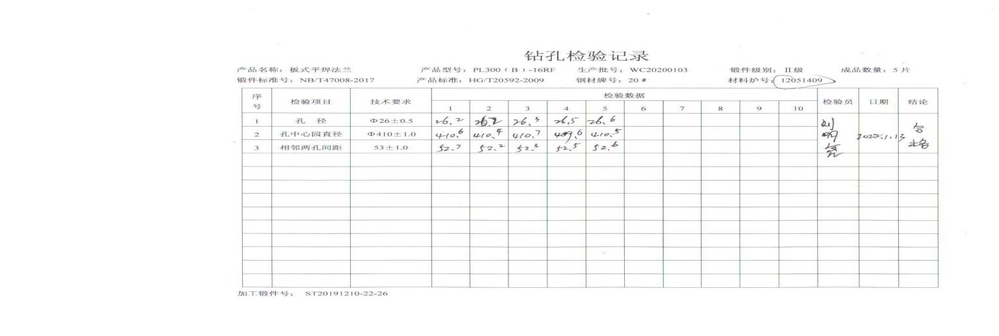 钻孔检验记录
产品名称：板式平焊法兰 产品型号：PL300（B）-16RF 生产批号：WC20200103 锻件级别：II级 成品数量：5片
锻件标准号：NB/T47008-2017 产品标准：HG/T20592-2009 钢材牌号：20# 材料炉号：12051409
序号 检验项目 技术要求 检验数据 检验员 日期 结论
1 2 3 4 5 6 7 8 9 10
1 孔 径 Φ26±0.5 26.2 26.2 26.3 26.5 26.6
2 孔中心园直径 Φ410±1.0 410.6 410.4 410.7 409.6 410.5 刘明亮 2022.1.13 合格
3 相邻两孔间距 53±1.0 52.7 52.2 52.3 52.5 52.6
加工锻件号：ST20191210-22-26